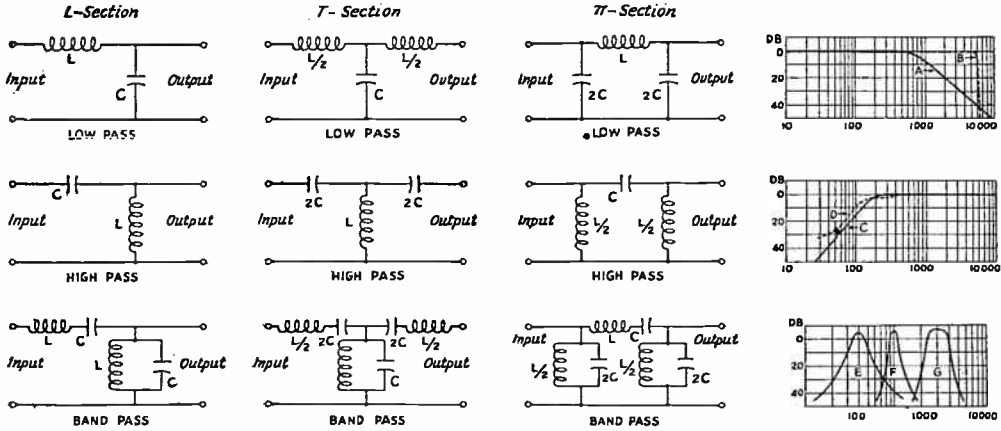 L-Section
T-Section
π-Section
L
C
Input
Output
LOW PASS
L/2
L/2
C
Input
Output
LOW PASS
L
2C
2C
Input
Output
LOW PASS
DB
0
20
40
A
B
10
100
1000
10000
C
L
Input
Output
HIGH PASS
2C
2C
L
Input
Output
HIGH PASS
C
L/2
L/2
Input
Output
HIGH PASS
DB
0
20
40
D
C
10
100
1000
10000
L
C
L
C
Input
Output
BAND PASS
L/2
2C
2C
L/2
L
C
Input
Output
BAND PASS
Input
L
C
Output
L/2
2C
L/2
2C
BAND PASS
DB
0
20
40
E
F
G
100
1000
10000